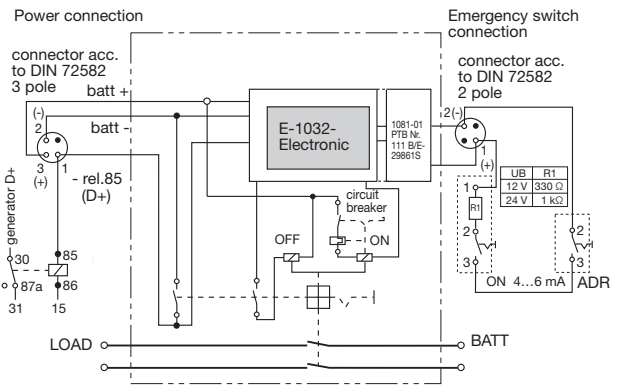 Power connection
Emergency switch
connection
connector acc.
to DIN 72582
3 pole
connector acc.
to DIN 72582
2 pole
batt +
(-)
2
batt -
3
(+)
1
- rel.85
(D+)
generator D+
30
87a
31
85
86
15
E-1032-
Electronic
1081-01
PTB Nr.
111 B/E-
29861S
2(-)
1
(+)
UB R1
12 V 330 Ω
24 V 1 kΩ
circuit
breaker
OFF
ON
1
R1
2
3
2
3
ON 4...6 mA
ADR
LOAD
BATT